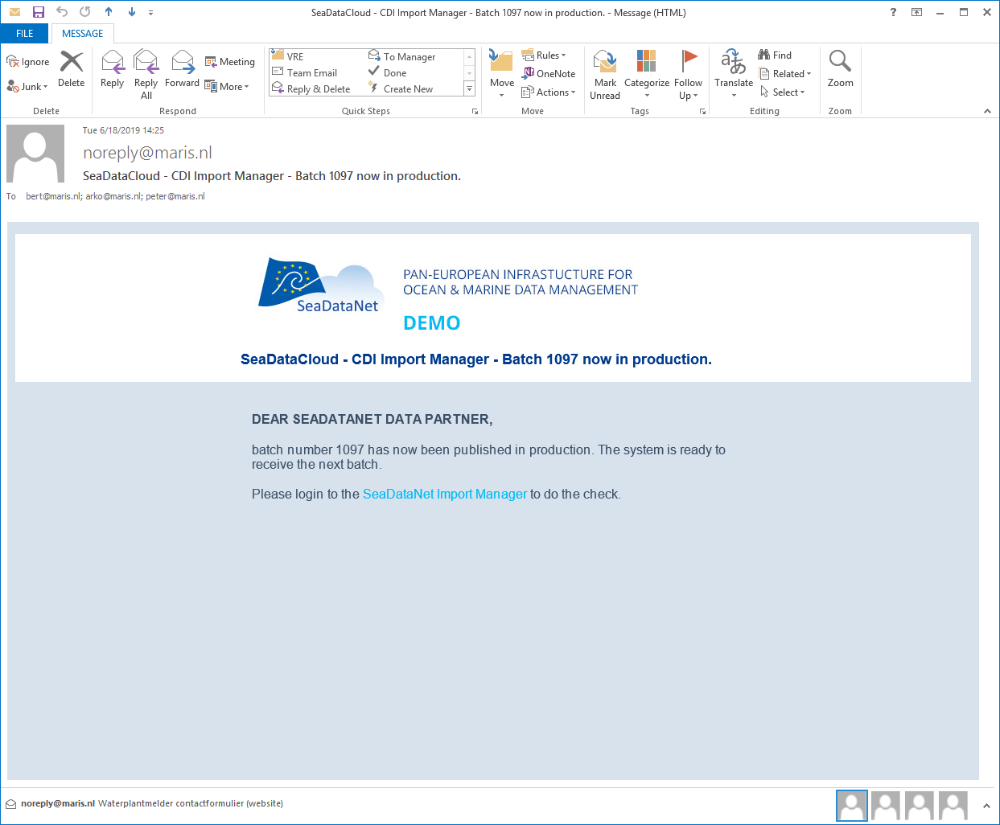 SeaDataCloud - CDI Import Manager - Batch 1097 now in production. - Message (HTML)
?
FILE
MESSAGE
Ignore
Junk
Delete
Delete
Reply
Reply All
Forward
Meeting
More
Respond
VRE
Team Email
Reply & Delete
To Manager
Done
Create New
Quick Steps
Move
Rules
OneNote
Actions
Move
Mark Unread
Categorize
Follow Up
Tags
Translate
Find
Related
Select
Editing
Zoom
Zoom
Tue 6/18/2019 14:25
noreply@maris.nl
SeaDataCloud - CDI Import Manager - Batch 1097 now in production.
To bert@maris.nl; arko@maris.nl; peter@maris.nl
SeaDataNet
PAN-EUROPEAN INFRASTUCTURE FOR
OCEAN & MARINE DATA MANAGEMENT
DEMO
SeaDataCloud - CDI Import Manager - Batch 1097 now in production.
DEAR SEADATANET DATA PARTNER,
batch number 1097 has now been published in production. The system is ready to
receive the next batch.
Please login to the SeaDataNet Import Manager to do the check.
noreply@maris.nl Waterplantmelder contactformulier (website)